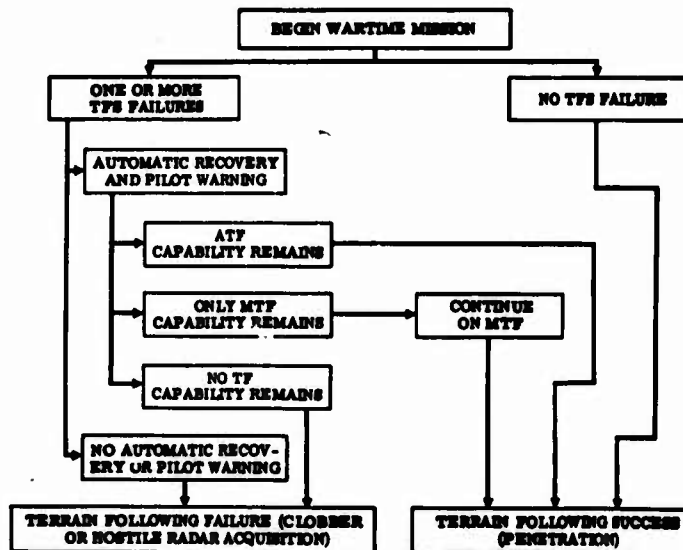 BEGIN WARTIME MISSION
ONE OR MORE
TFS FAILURES
NO TFS FAILURE
AUTOMATIC RECOVERY
AND PILOT WARNING
ATF
CAPABILITY REMAINS
ONLY MTF
CAPABILITY REMAINS
CONTINUE
ON MTF
NO TF
CAPABILITY REMAINS
NO AUTOMATIC RECOV-
ERY OR PILOT WARNING
TERRAIN FOLLOWING FAILURE (CLOBBER
OR HOSTILE RADAR ACQUISITION)
TERRAIN FOLLOWING SUCCESS
(PENETRATION)